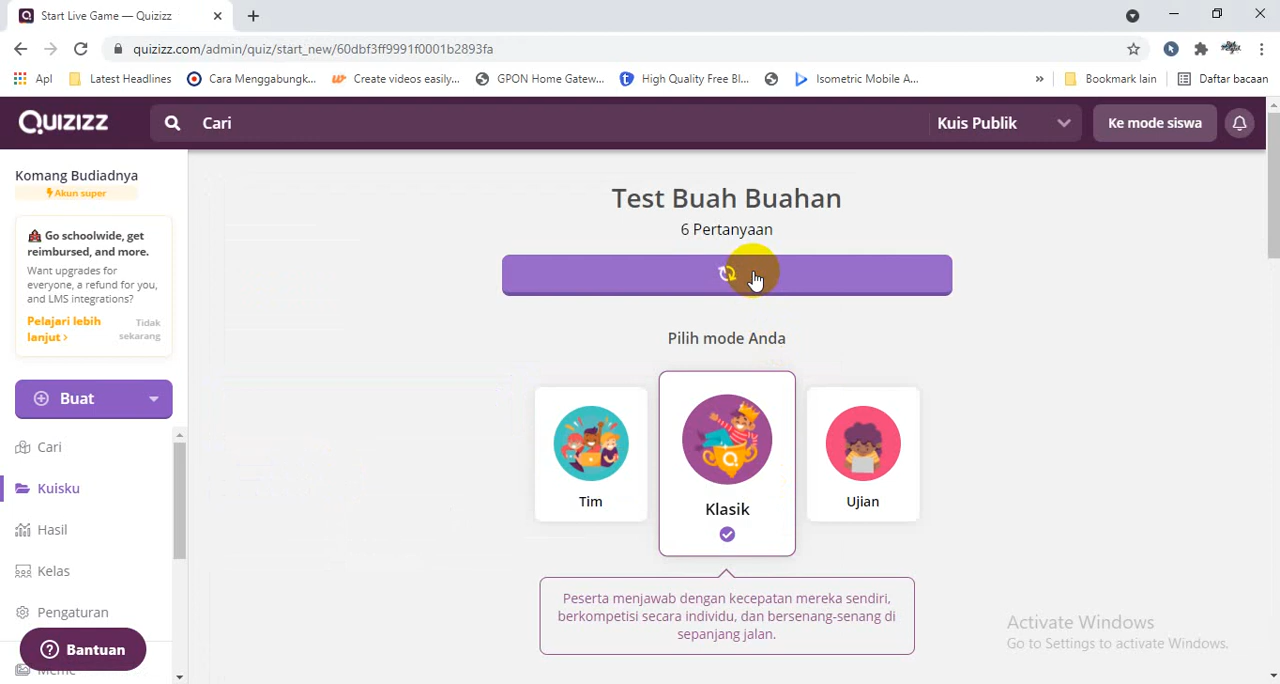 Start Live Game — Quizizz
quizizz.com/admin/quiz/start_new/60dbf3ff9991f0001b2893fa
Apl
Latest Headlines
Cara Menggabungk...
Create videos easily...
GPON Home Gatew...
High Quality Free Bl...
Isometric Mobile A...
»
Bookmark lain
Daftar bacaan
QUIZIZZ
Cari
Kuis Publik
Ke mode siswa
Komang Budiadnya
Akun super
Go schoolwide, get
reimbursed, and more.
Want upgrades for
everyone, a refund for you,
and LMS integrations?
Pelajari lebih
lanjut ›
Tidak
sekarang
Buat
Cari
Kuisku
Hasil
Kelas
Pengaturan
Meme
Bantuan
Test Buah Buahan
6 Pertanyaan
Pilih mode Anda
Tim
Klasik
Ujian
Peserta menjawab dengan kecepatan mereka sendiri,
berkompetisi secara individu, dan bersenang-senang di
sepanjang jalan.
Activate Windows
Go to Settings to activate Windows.